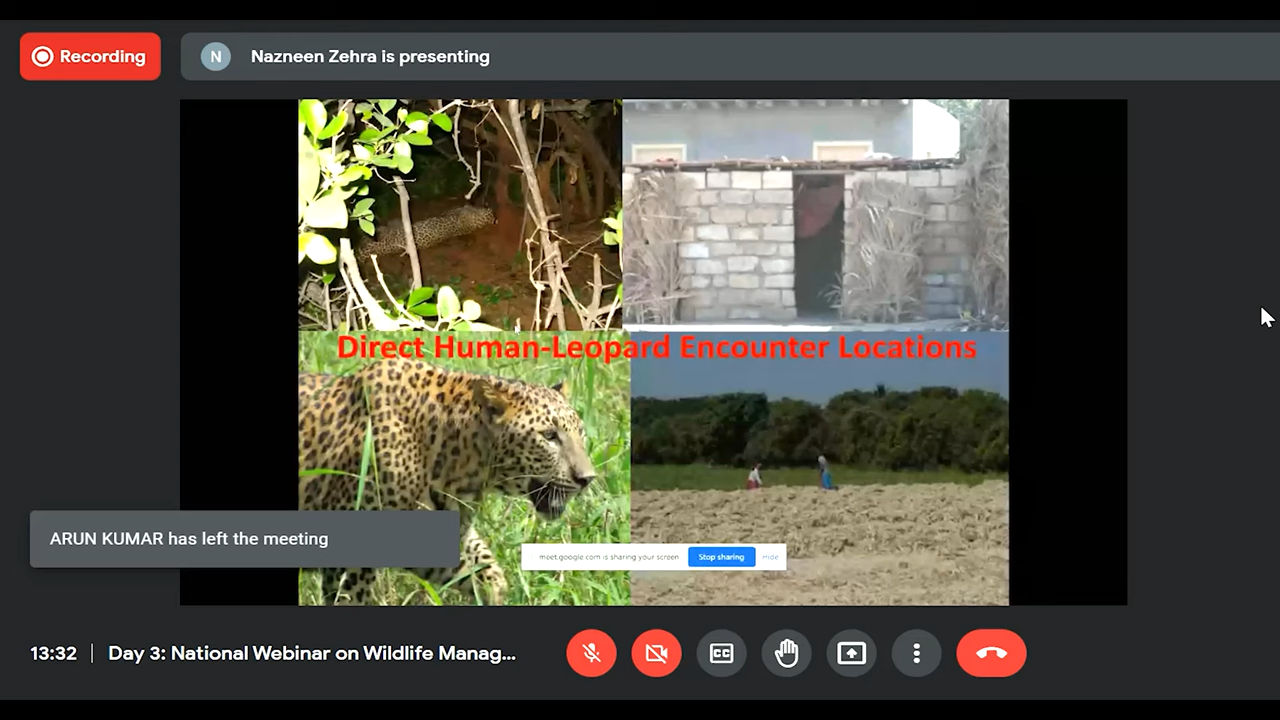 Recording
N
Nazneen Zehra is presenting
Direct Human-Leopard Encounter Locations
ARUN KUMAR has left the meeting
meet.google.com is sharing your screen
Stop sharing
Hide
13:32
Day 3: National Webinar on Wildlife Manag...
CC